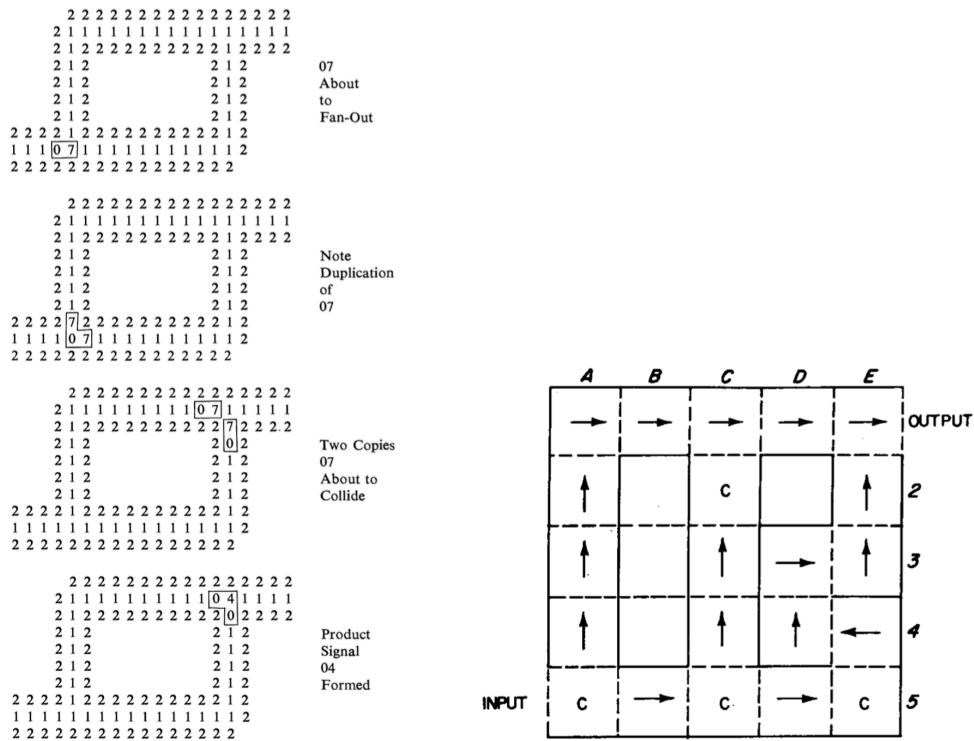 2 2 2 2 2 2 2 2 2 2 2 2 2 2 2
2 1 1 1 1 1 1 1 1 1 1 1 1 1 1 1
2 1 2 2 2 2 2 2 2 2 2 1 2 2 2 2
2 1 2 2 1 2
2 1 2 2 1 2
2 1 2 2 1 2
2 1 2 2 1 2
2 2 2 2 1 2 2 2 2 2 2 2 2 2 1 2
1 1 1 0 7 1 1 1 1 1 1 1 1 1 1 2
2 2 2 2 2 2 2 2 2 2 2 2 2 2 2
07
About
to
Fan-Out
2 2 2 2 2 2 2 2 2 2 2 2 2 2 2
2 1 1 1 1 1 1 1 1 1 1 1 1 1 1 1
2 1 2 2 2 2 2 2 2 2 2 1 2 2 2 2
2 1 2 2 1 2
2 1 2 2 1 2
2 1 2 2 1 2
2 1 2 2 1 2
2 2 2 2 7 2 2 2 2 2 2 2 2 2 1 2
1 1 1 1 0 7 1 1 1 1 1 1 1 1 1 2
2 2 2 2 2 2 2 2 2 2 2 2 2 2 2
Note
Duplication
of
07
2 2 2 2 2 2 2 2 2 2 2 2 2 2 2
2 1 1 1 1 1 1 1 1 0 7 1 1 1 1 1
2 1 2 2 2 2 2 2 2 2 2 7 2 2 2 2
2 1 2 2 0 2
2 1 2 2 1 2
2 1 2 2 1 2
2 1 2 2 1 2
2 2 2 2 1 2 2 2 2 2 2 2 2 2 1 2
1 1 1 1 1 1 1 1 1 1 1 1 1 1 1 2
2 2 2 2 2 2 2 2 2 2 2 2 2 2 2
Two Copies
07
About to
Collide
2 2 2 2 2 2 2 2 2 2 2 2 2 2 2
2 1 1 1 1 1 1 1 1 1 0 4 1 1 1 1
2 1 2 2 2 2 2 2 2 2 2 0 2 2 2 2
2 1 2 2 1 2
2 1 2 2 1 2
2 1 2 2 1 2
2 1 2 2 1 2
2 2 2 2 1 2 2 2 2 2 2 2 2 2 1 2
1 1 1 1 1 1 1 1 1 1 1 1 1 1 1 2
2 2 2 2 2 2 2 2 2 2 2 2 2 2 2
Product
Signal
04
Formed
A B C D E
→ → → → → OUTPUT
↑ C ↑ 2
↑ ↑ → ↑ 3
↑ ↑ ↑ ← 4
INPUT C → C → C 5